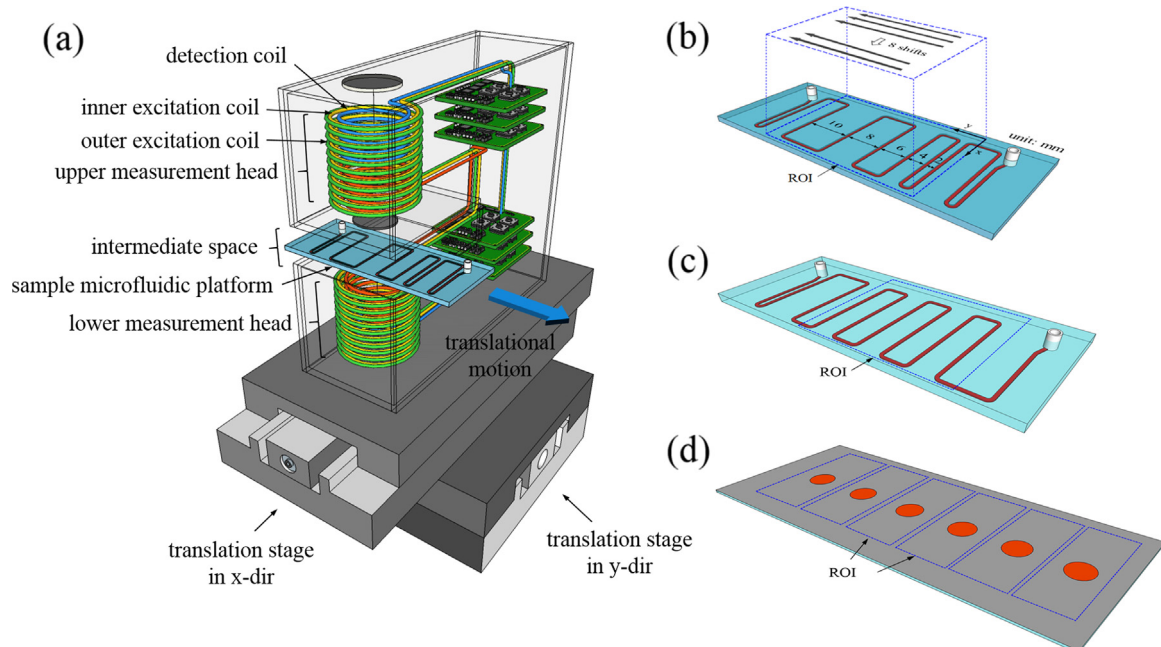 (a)
detection coil
inner excitation coil
outer excitation coil
upper measurement head
intermediate space
sample microfluidic platform
lower measurement head
translational
motion
translation stage
in x-dir
translation stage
in y-dir
(b)
8 shifts
10
8
6
4
2
y
x
unit: mm
ROI
(c)
ROI
(d)
ROI